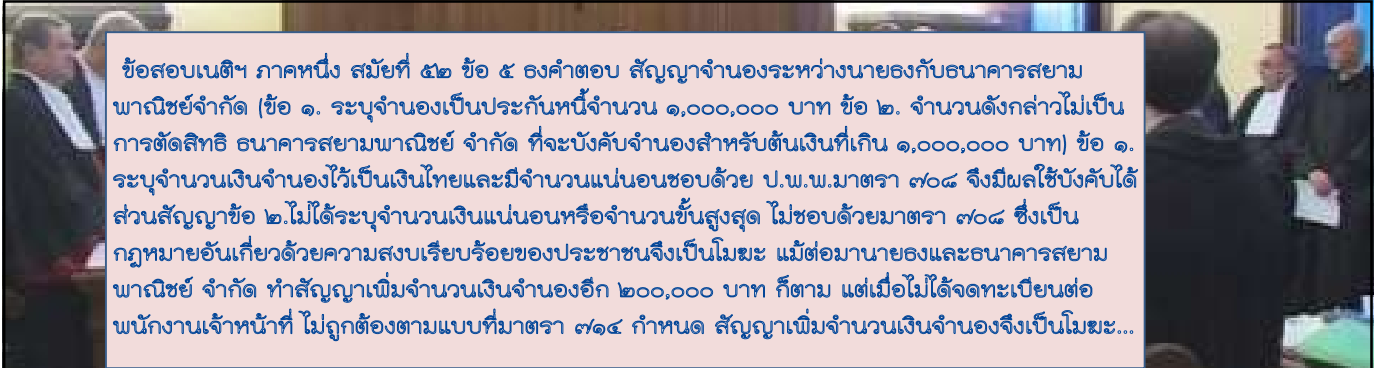 ข้อสอบเนติฯ ภาคหนึ่ง สมัยที่ ๕๒ ข้อ ๕ ธงคำตอบ สัญญาจำนองระหว่างนายธงกับธนาคารสยาม
พาณิชย์จำกัด (ข้อ ๑. ระบุจำนองเป็นประกันหนี้จำนวน ๑,๐๐๐,๐๐๐ บาท ข้อ ๒. จำนวนดังกล่าวไม่เป็น
การตัดสิทธิ ธนาคารสยามพาณิชย์ จำกัด ที่จะบังคับจำนองสำหรับต้นเงินที่เกิน ๑,๐๐๐,๐๐๐ บาท) ข้อ ๑.
ระบุจำนวนเงินจำนองไว้เป็นเงินไทยและมีจำนวนแน่นอนชอบด้วย ป.พ.พ.มาตรา ๗๐๘ จึงมีผลใช้บังคับได้
ส่วนสัญญาข้อ ๒.ไม่ได้ระบุจำนวนเงินแน่นอนหรือจำนวนขั้นสูงสุด ไม่ชอบด้วยมาตรา ๗๐๘ ซึ่งเป็น
กฎหมายอันเกี่ยวด้วยความสงบเรียบร้อยของประชาชนจึงเป็นโมฆะ แม้ต่อมานายธงและธนาคารสยาม
พาณิชย์ จำกัด ทำสัญญาเพิ่มจำนวนเงินจำนองอีก ๒๐๐,๐๐๐ บาท ก็ตาม แต่เมื่อไม่ได้จดทะเบียนต่อ
พนักงานเจ้าหน้าที่ ไม่ถูกต้องตามแบบที่มาตรา ๗๑๔ กำหนด สัญญาเพิ่มจำนวนเงินจำนองจึงเป็นโมฆะ...